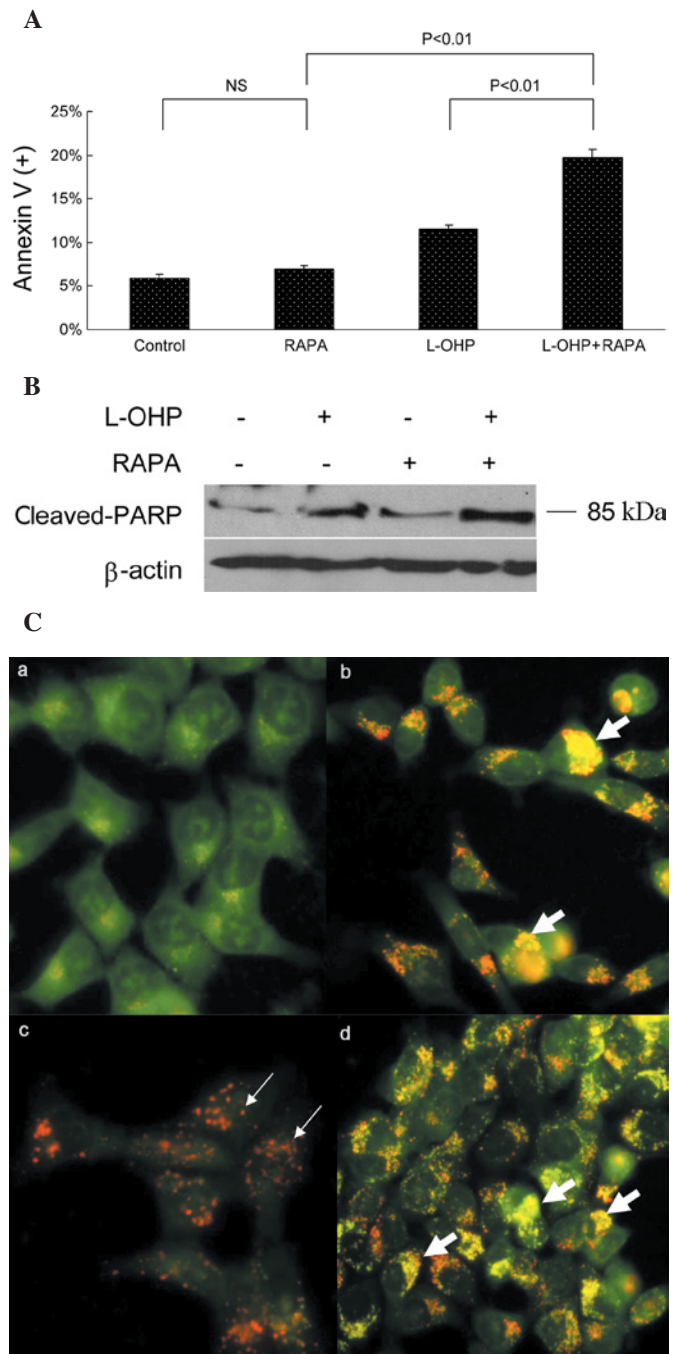 A
P<0.01
NS
P<0.01
25%
20%
15%
10%
5%
0%
Annexin V (+)
Control
RAPA
L-OHP
L-OHP+RAPA
B
L-OHP - + - +
RAPA - - + +
Cleaved-PARP
85 kDa
β-actin
C
a
b
c
d